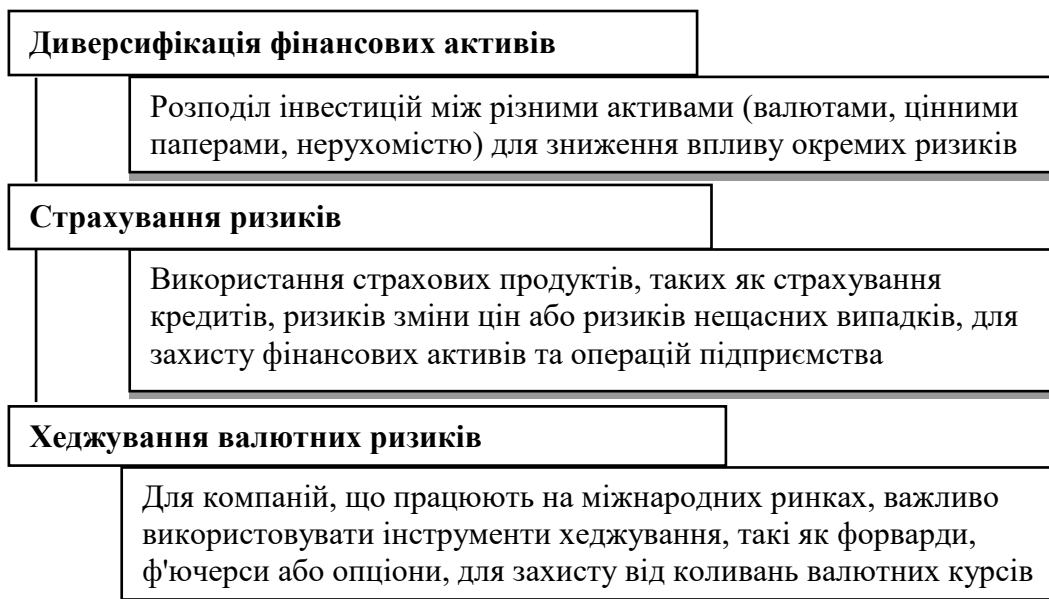 Диверсифікація фінансових активів
Розподіл інвестицій між різними активами (валютами, цінними
паперами, нерухомістю) для зниження впливу окремих ризиків
Страхування ризиків
Використання страхових продуктів, таких як страхування
кредитів, ризиків зміни цін або ризиків нещасних випадків, для
захисту фінансових активів та операцій підприємства
Хеджування валютних ризиків
Для компаній, що працюють на міжнародних ринках, важливо
використовувати інструменти хеджування, такі як форварди,
ф'ючерси або опціони, для захисту від коливань валютних курсів